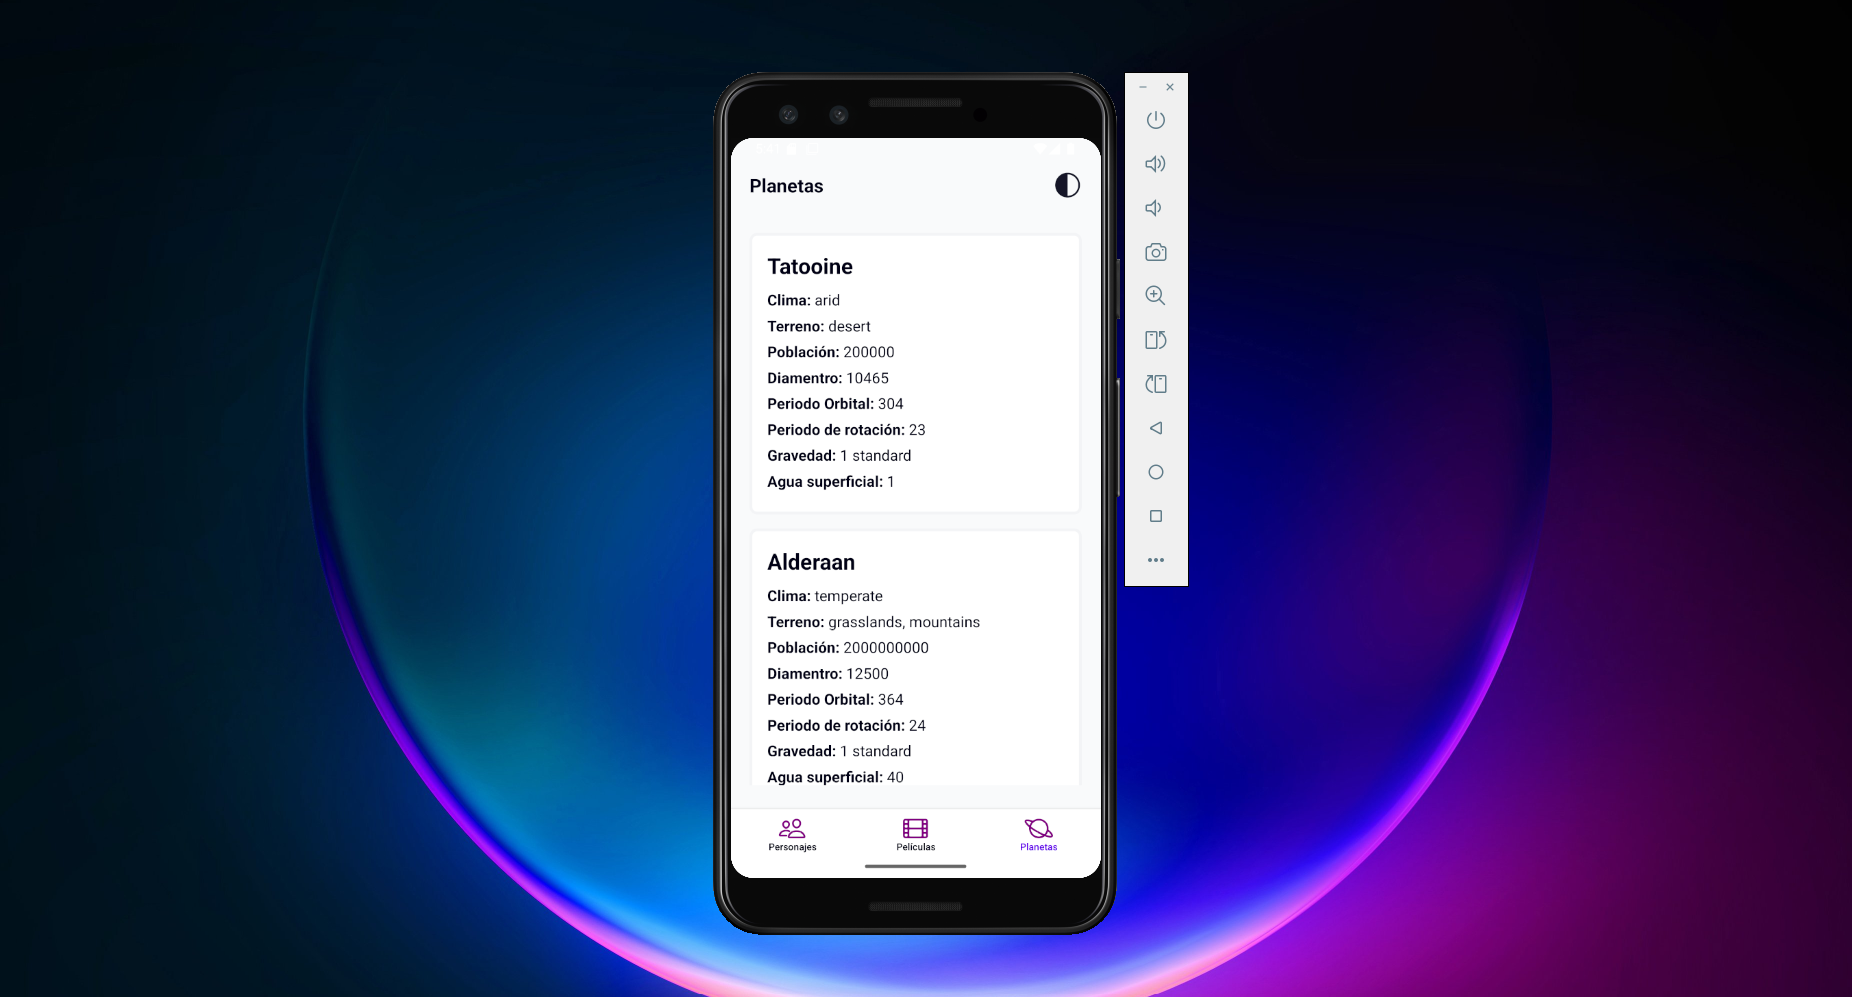 Planetas
Tatooine
Clima: arid
Terreno: desert
Población: 200000
Diamentro: 10465
Periodo Orbital: 304
Periodo de rotación: 23
Gravedad: 1 standard
Agua superficial: 1
Alderaan
Clima: temperate
Terreno: grasslands, mountains
Población: 2000000000
Diamentro: 12500
Periodo Orbital: 364
Periodo de rotación: 24
Gravedad: 1 standard
Agua superficial: 40
Personajes
Películas
Planetas